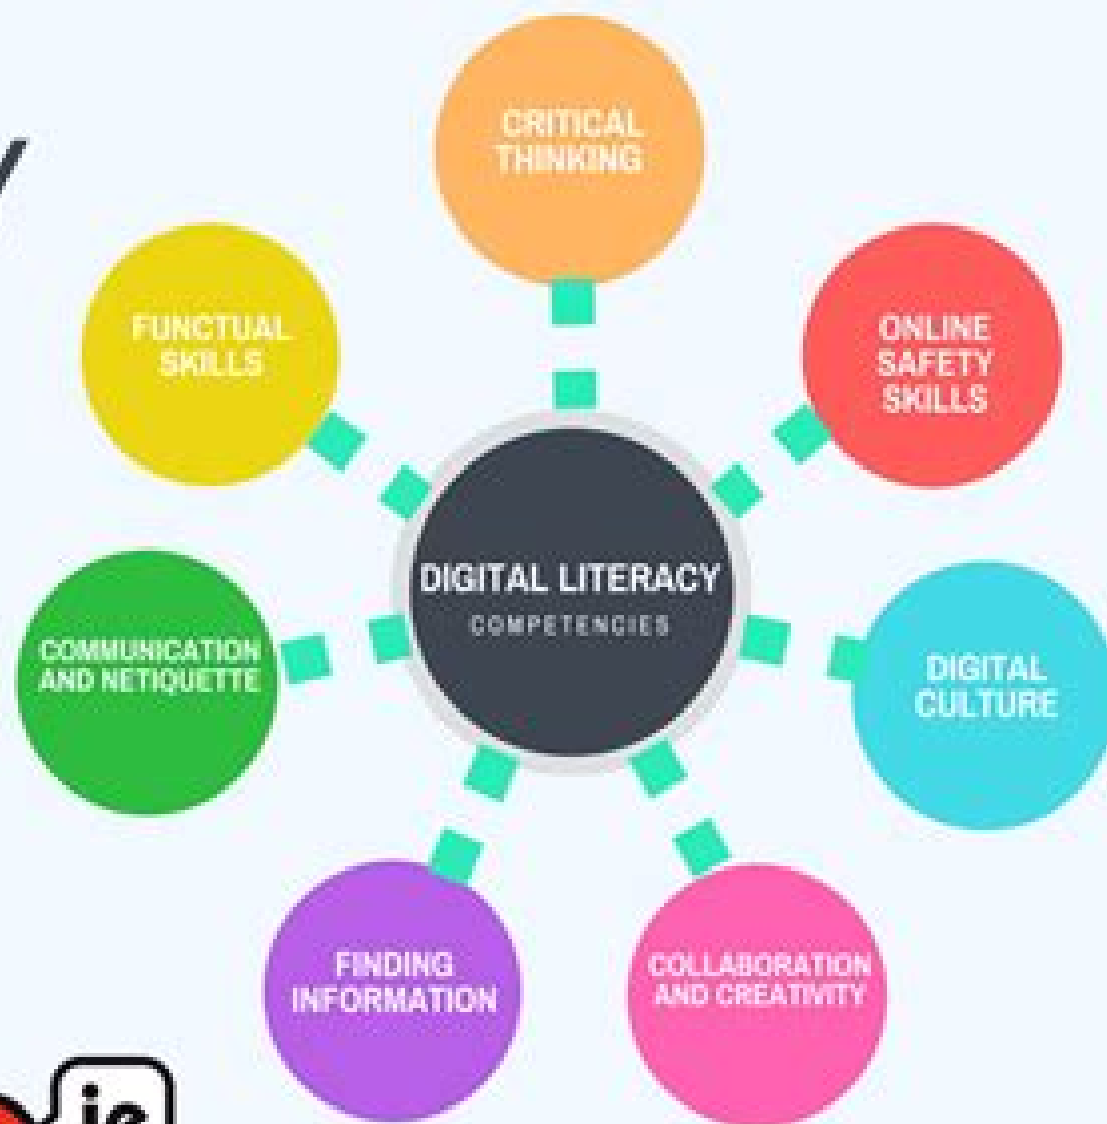 y
CRITICAL
THINKING
FUNCTUAL
SKILLS
ONLINE
SAFETY
SKILLS
DIGITAL LITERACY
COMPETENCIES
COMMUNICATION
AND NETIQUETTE
DIGITAL
CULTURE
FINDING
INFORMATION
COLLABORATION
AND CREATIVITY
ie